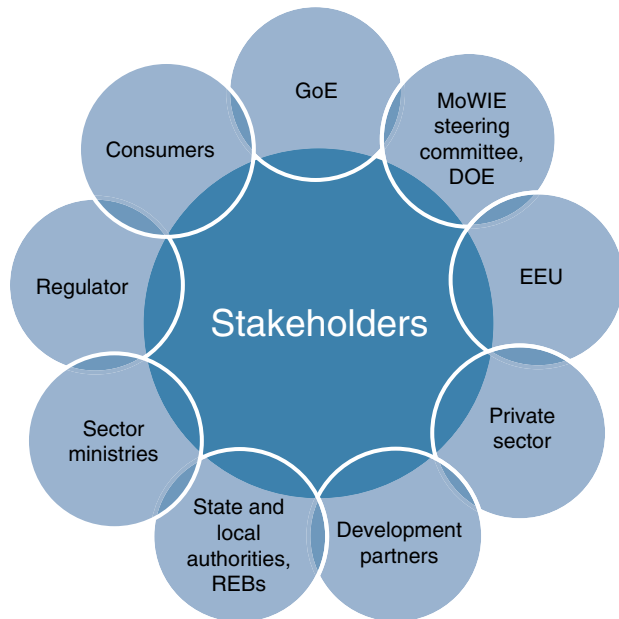 GoE
MoWIE
steering
committee,
DOE
EEU
Private
sector
Development
partners
State and
local
authorities,
REBs
Sector
ministries
Regulator
Consumers
Stakeholders